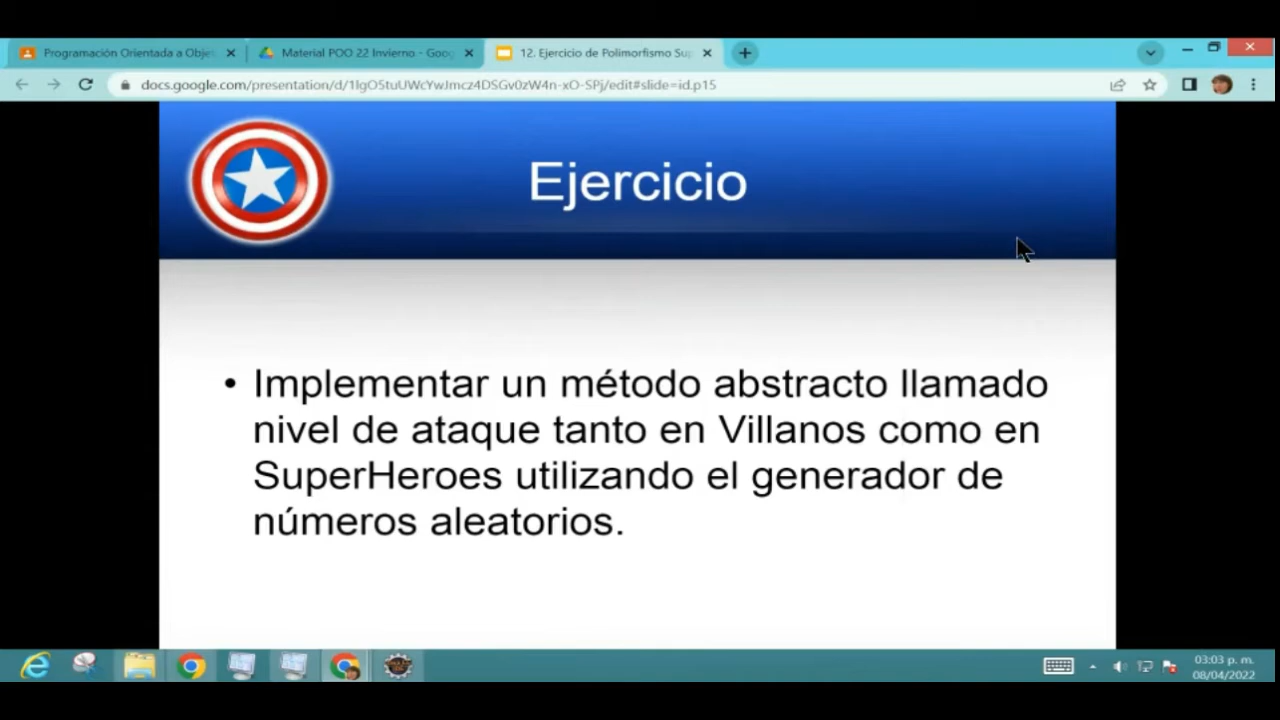 Programación Orientada a Obje
Material POO 22 Invierno - Goog
12. Ejercicio de Polimorfismo Sup
docs.google.com/presentation/d/1lgO5tuUWcYwJmcz4DSGv0zW4n-xO-SPj/edit#slide=id.p15
Ejercicio
• Implementar un método abstracto llamado
nivel de ataque tanto en Villanos como en
SuperHeroes utilizando el generador de
números aleatorios.
03:03 p. m.
08/04/2022